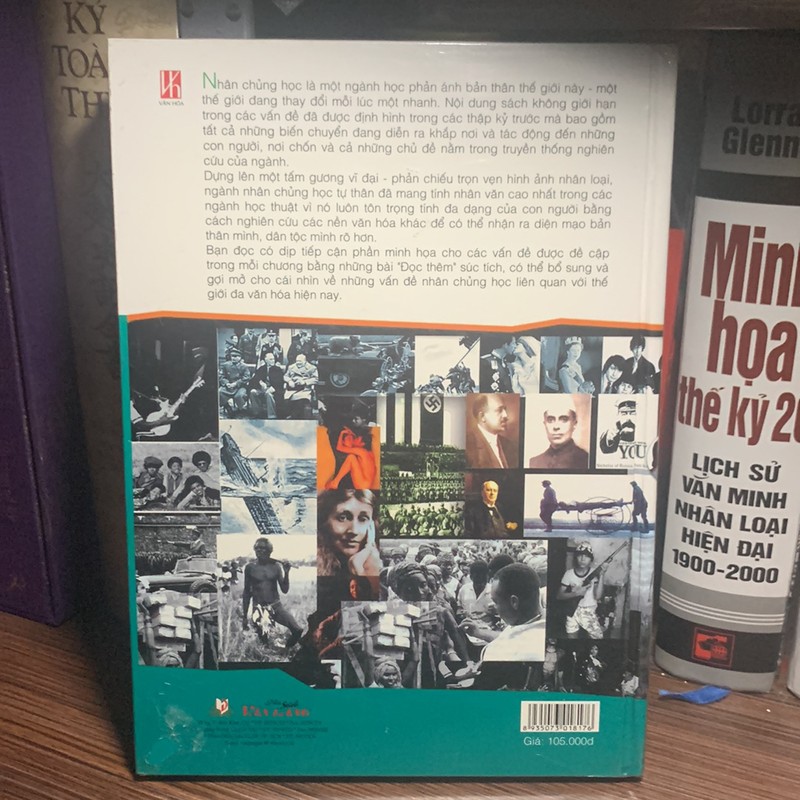 KÝ
TOÀ
TH
VĂN HÓA
Nhân chủng học là một ngành học phản ánh bản thân thế giới này - một
thế giới đang thay đổi mỗi lúc một nhanh. Nội dung sách không giới hạn
trong các vấn đề đã được định hình trong các thập kỷ trước mà bao gồm
tất cả những biến chuyển đang diễn ra khắp nơi và tác động đến những
con người, nơi chốn và cả những chủ đề nằm trong truyền thống nghiên
cứu của ngành.
Dựng lên một tấm gương vĩ đại - phản chiếu trọn vẹn hình ảnh nhân loại,
ngành nhân chủng học tự thân đã mang tính nhân văn cao nhất trong các
ngành học thuật vì nó luôn tôn trọng tính đa dạng của con người bằng
cách nghiên cứu các nền văn hóa khác để có thể nhận ra diện mạo bản
thân mình, dân tộc mình rõ hơn.
Bạn đọc có dịp tiếp cận phần minh họa cho các vấn đề được đề cập
trong mỗi chương bằng những bài "Đọc thêm" súc tích, có thể bổ sung và
gợi mở cho cái nhìn về những vấn đề nhân chủng học liên quan với thế
giới đa văn hóa hiện nay.
YOU
8 935073 018176
Giá: 105.000đ
Lorra
Glenn
Minh
họa
thế kỷ 20
LỊCH SỬ
VĂN MINH
NHÂN LOẠI
HIỆN ĐẠI
1900-2000